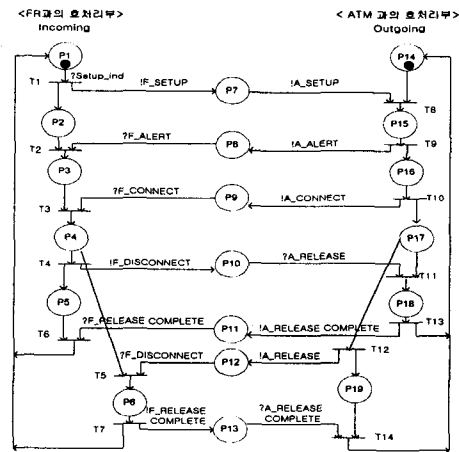 <FR과의 호처리부>
Incoming
< ATM 과의 호처리부>
Outgoing
P1
P14
?Setup_ind
T1
!F_SETUP
P7
!A_SETUP
T8
P2
P15
T2
?F_ALERT
P8
!A_ALERT
T9
P3
P16
T3
?F_CONNECT
P9
!A_CONNECT
T10
P4
P17
T4
!F_DISCONNECT
P10
?A_RELEASE
T11
P5
P18
T6
?F_RELEASE COMPLETE
P11
!A_RELEASE COMPLETE
T13
?F_DISCONNECT
P12
!A_RELEASE
T12
T5
P6
P19
T7
!F_RELEASE
COMPLETE
P13
?A_RELEASE
COMPLETE
T14